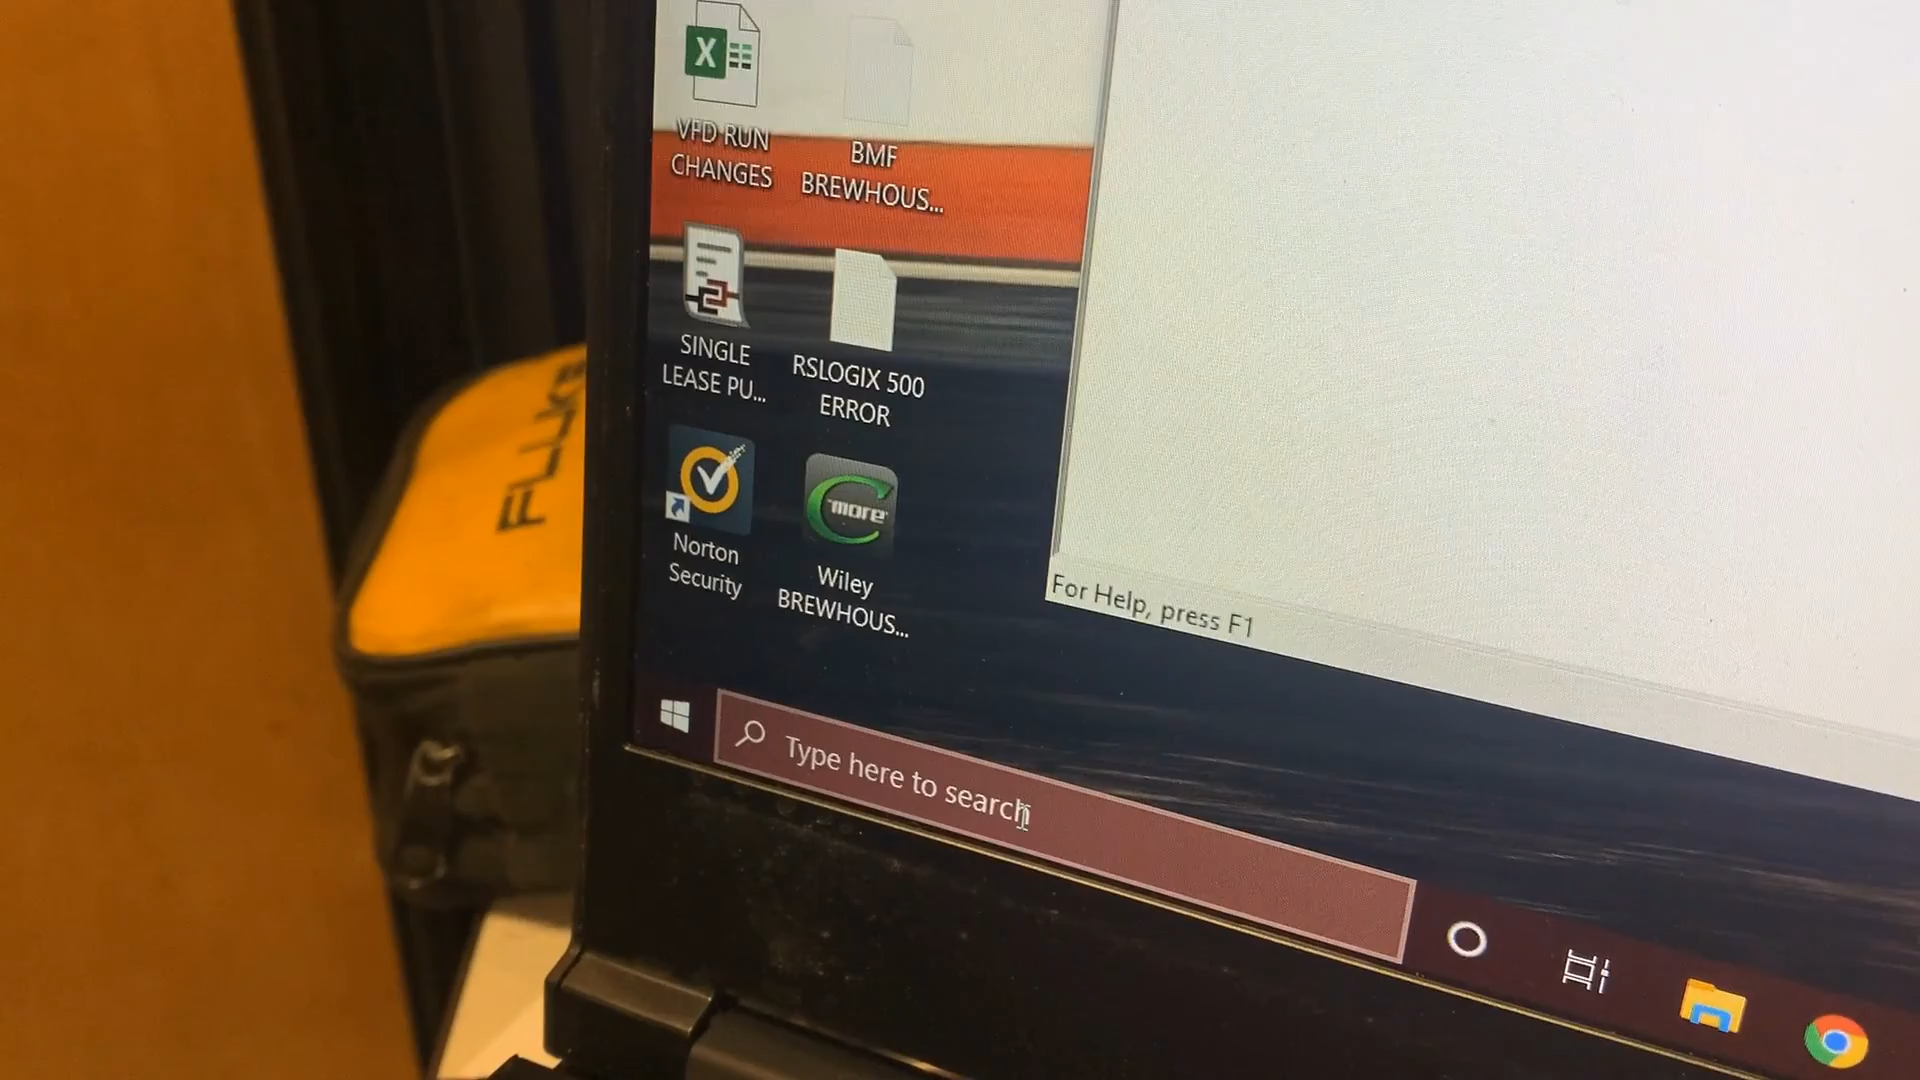 X
VFD RUN
CHANGES
BMF
BREWHOUS...
SINGLE
LEASE PU...
RSLOGIX 500
ERROR
Norton
Security
C more
Wiley
BREWHOUS...
For Help, press F1
Type here to search
FLUKE